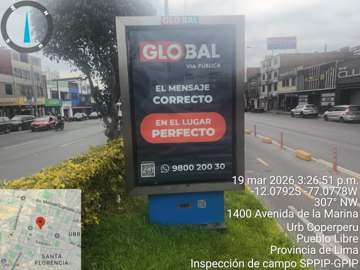 GLOBAL
GLOBAL
VIA PUBLICA
EL MENSAJE
CORRECTO
EN EL LUGAR
PERFECTO
9800 200 30
19 mar 2026 3:26:51 p.m.
-12.0792S -77.0778W
307° NW
1400 Avenida de la Marina
Urb Coperperu
Pueblo Libre
Provincia de Lima
Inspección de campo SPPIP-GPIP
SANTA
FLORENCIA